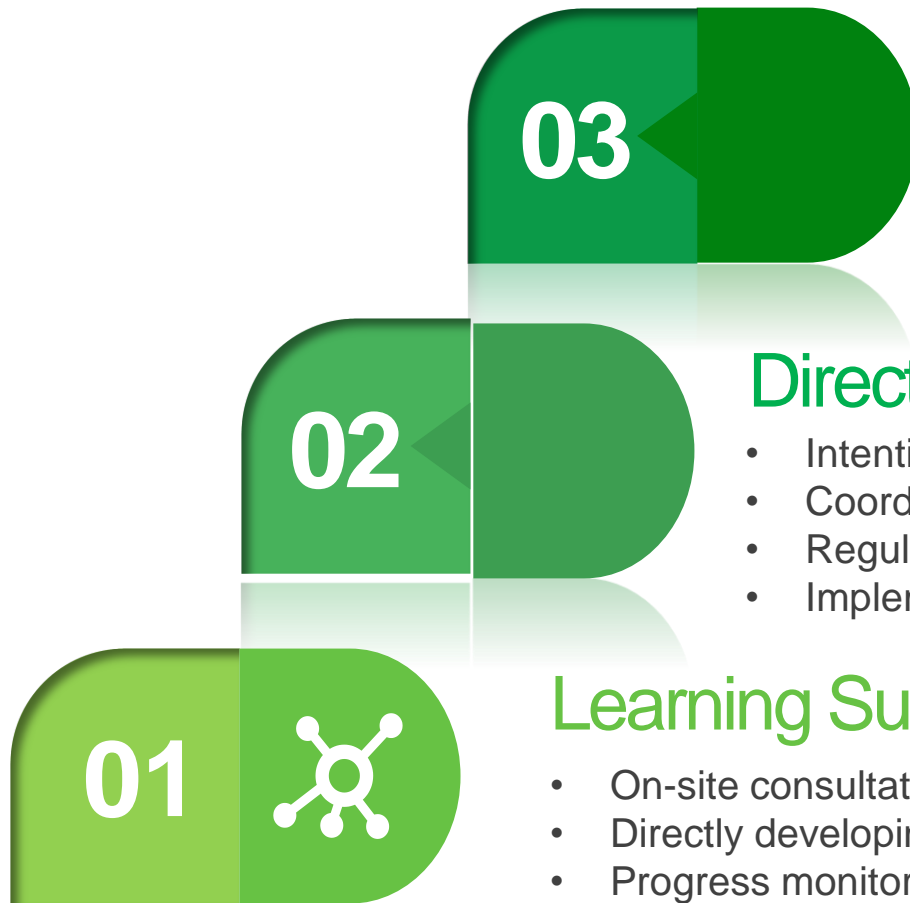 03
Direct
02
• Intenti
• Coord
• Regul
• Imple
Learning Su
01
• On-site consultat
• Directly developi
• Progress monitor